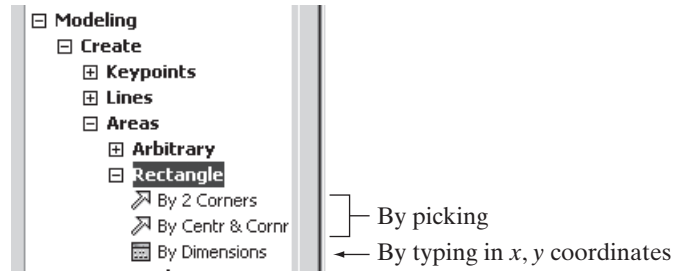 Modeling
Create
Keypoints
Lines
Areas
Arbitrary
Rectangle
By 2 Corners
By Centr & Cornr
By Dimensions
By picking
By typing in x, y coordinates